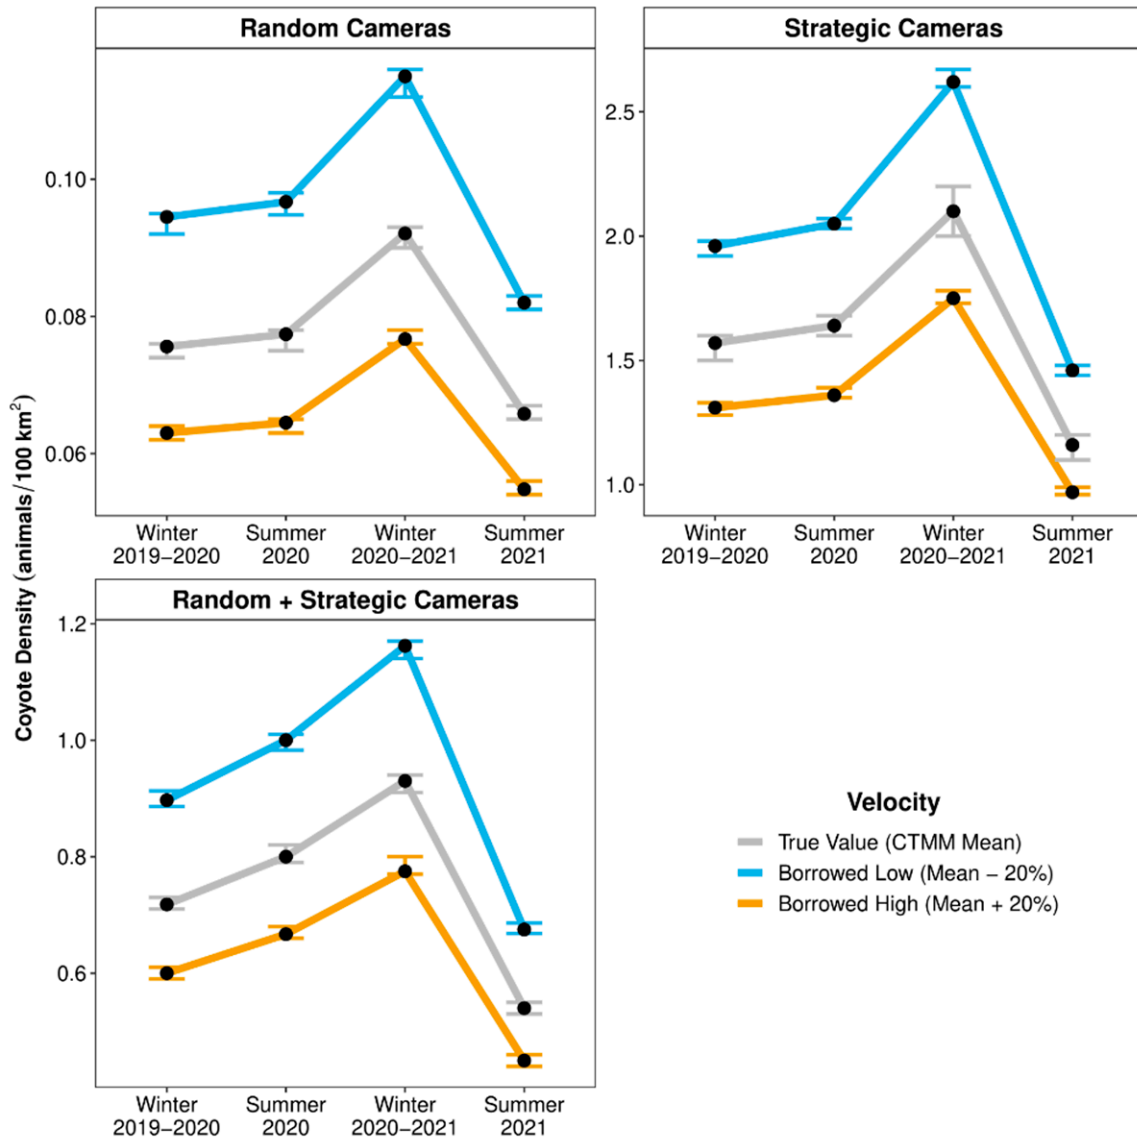 Random Cameras
Strategic Cameras
0.10
0.08
0.06
2.5
2.0
1.5
1.0
Winter
2019–2020
Summer
2020
Winter
2020–2021
Summer
2021
Winter
2019–2020
Summer
2020
Winter
2020–2021
Summer
2021
Coyote Density (animals/100 km²)
Random + Strategic Cameras
1.2
1.0
0.8
0.6
Winter
2019–2020
Summer
2020
Winter
2020–2021
Summer
2021
Velocity
True Value (CTMM Mean)
Borrowed Low (Mean − 20%)
Borrowed High (Mean + 20%)